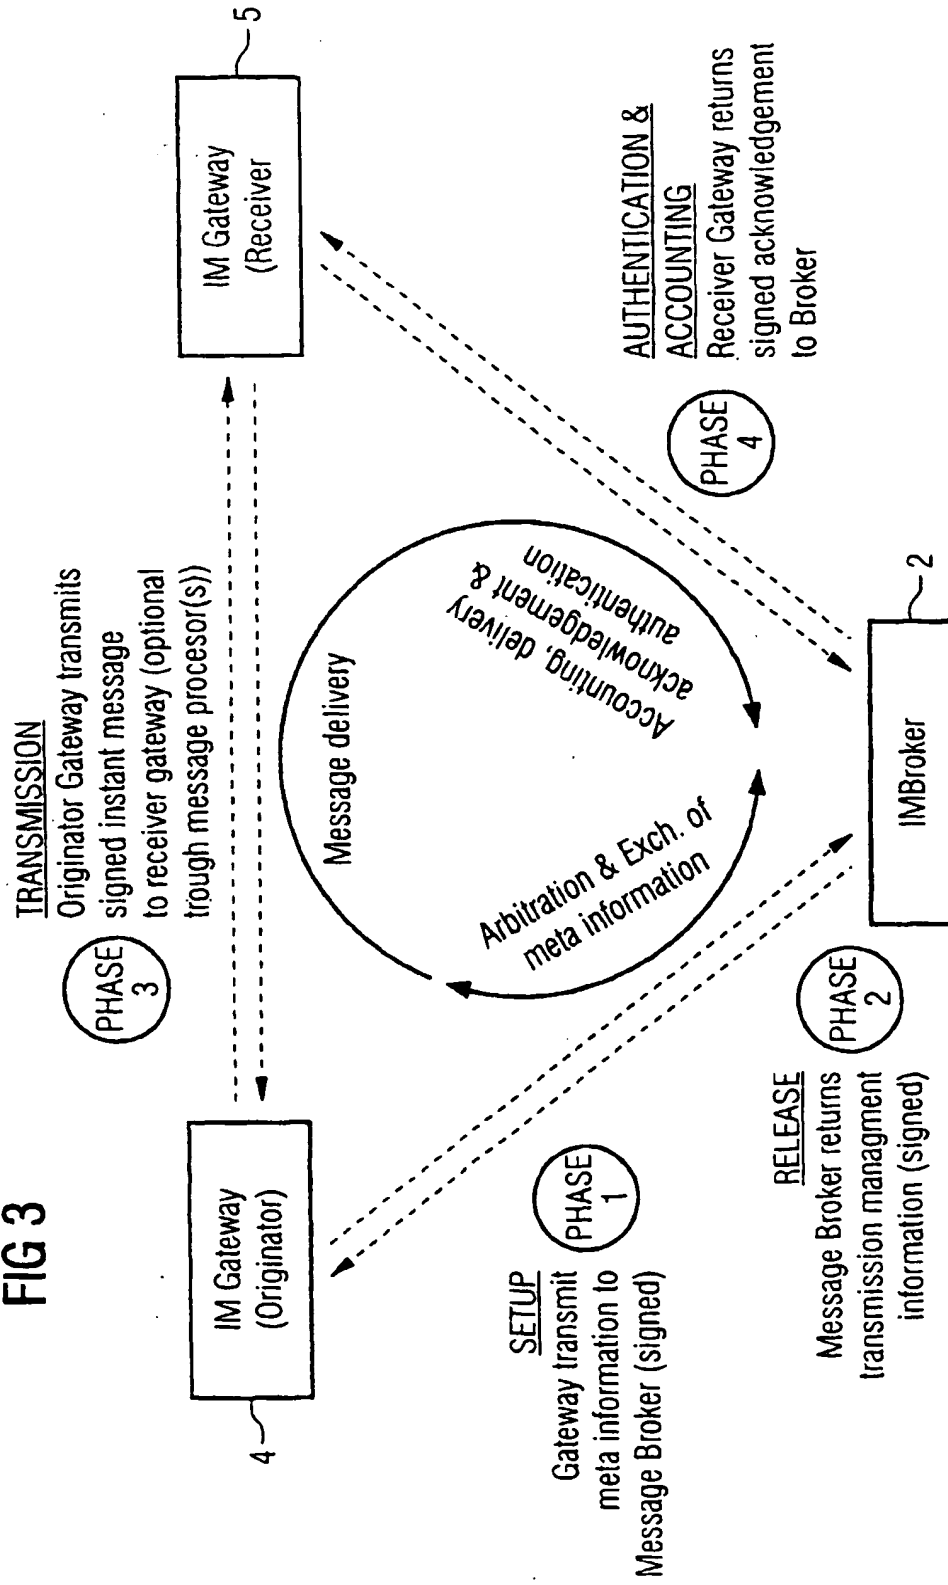 FIG 3
TRANSMISSION
Originator Gateway transmits
signed instant message
to receiver gateway (optional
trough message procesor(s))
PHASE
3
IM Gateway
(Originator)
4
IM Gateway
(Receiver)
5
Message delivery
Arbitration & Exch. of
meta information
Accounting, delivery
acknowledgement &
authentication
SETUP
Gateway transmit
meta information to
Message Broker (signed)
PHASE
1
AUTHENTICATION &
ACCOUNTING
Receiver Gateway returns
signed acknowledgement
to Broker
PHASE
4
RELEASE
Message Broker returns
transmission managment
information (signed)
PHASE
2
IMBroker
2